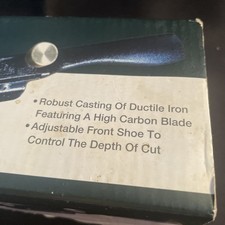 • Robust Casting Of Ductile Iron
Featuring A High Carbon Blade
• Adjustable Front Shoe To
Control The Depth Of Cut